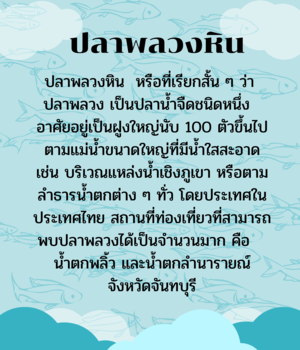 ปลาพลวงหิน
ปลาพลวงหิน หรือที่เรียกสั้น ๆ ว่า
ปลาพลวง เป็นปลาน้ำจืดชนิดหนึ่ง
อาศัยอยู่เป็นฝูงใหญ่นับ 100 ตัวขึ้นไป
ตามแม่น้ำขนาดใหญ่ที่มีน้ำใสสะอาด
เช่น บริเวณแหล่งน้ำเชิงภูเขา หรือตาม
ลำธารน้ำตกต่าง ๆ ทั่ว โดยประเทศใน
ประเทศไทย สถานที่ท่องเที่ยวที่สามารถ
พบปลาพลวงได้เป็นจำนวนมาก คือ
น้ำตกพลิ้ว และน้ำตกลำนารายณ์
จังหวัดจันทบุรี